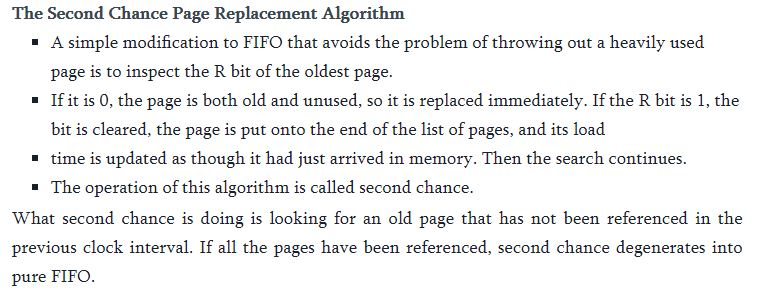 The Second Chance Page Replacement Algorithm
▪ A simple modification to FIFO that avoids the problem of throwing out a heavily used
page is to inspect the R bit of the oldest page.
▪ If it is 0, the page is both old and unused, so it is replaced immediately. If the R bit is 1, the
bit is cleared, the page is put onto the end of the list of pages, and its load
▪ time is updated as though it had just arrived in memory. Then the search continues.
▪ The operation of this algorithm is called second chance.
What second chance is doing is looking for an old page that has not been referenced in the
previous clock interval. If all the pages have been referenced, second chance degenerates into
pure FIFO.